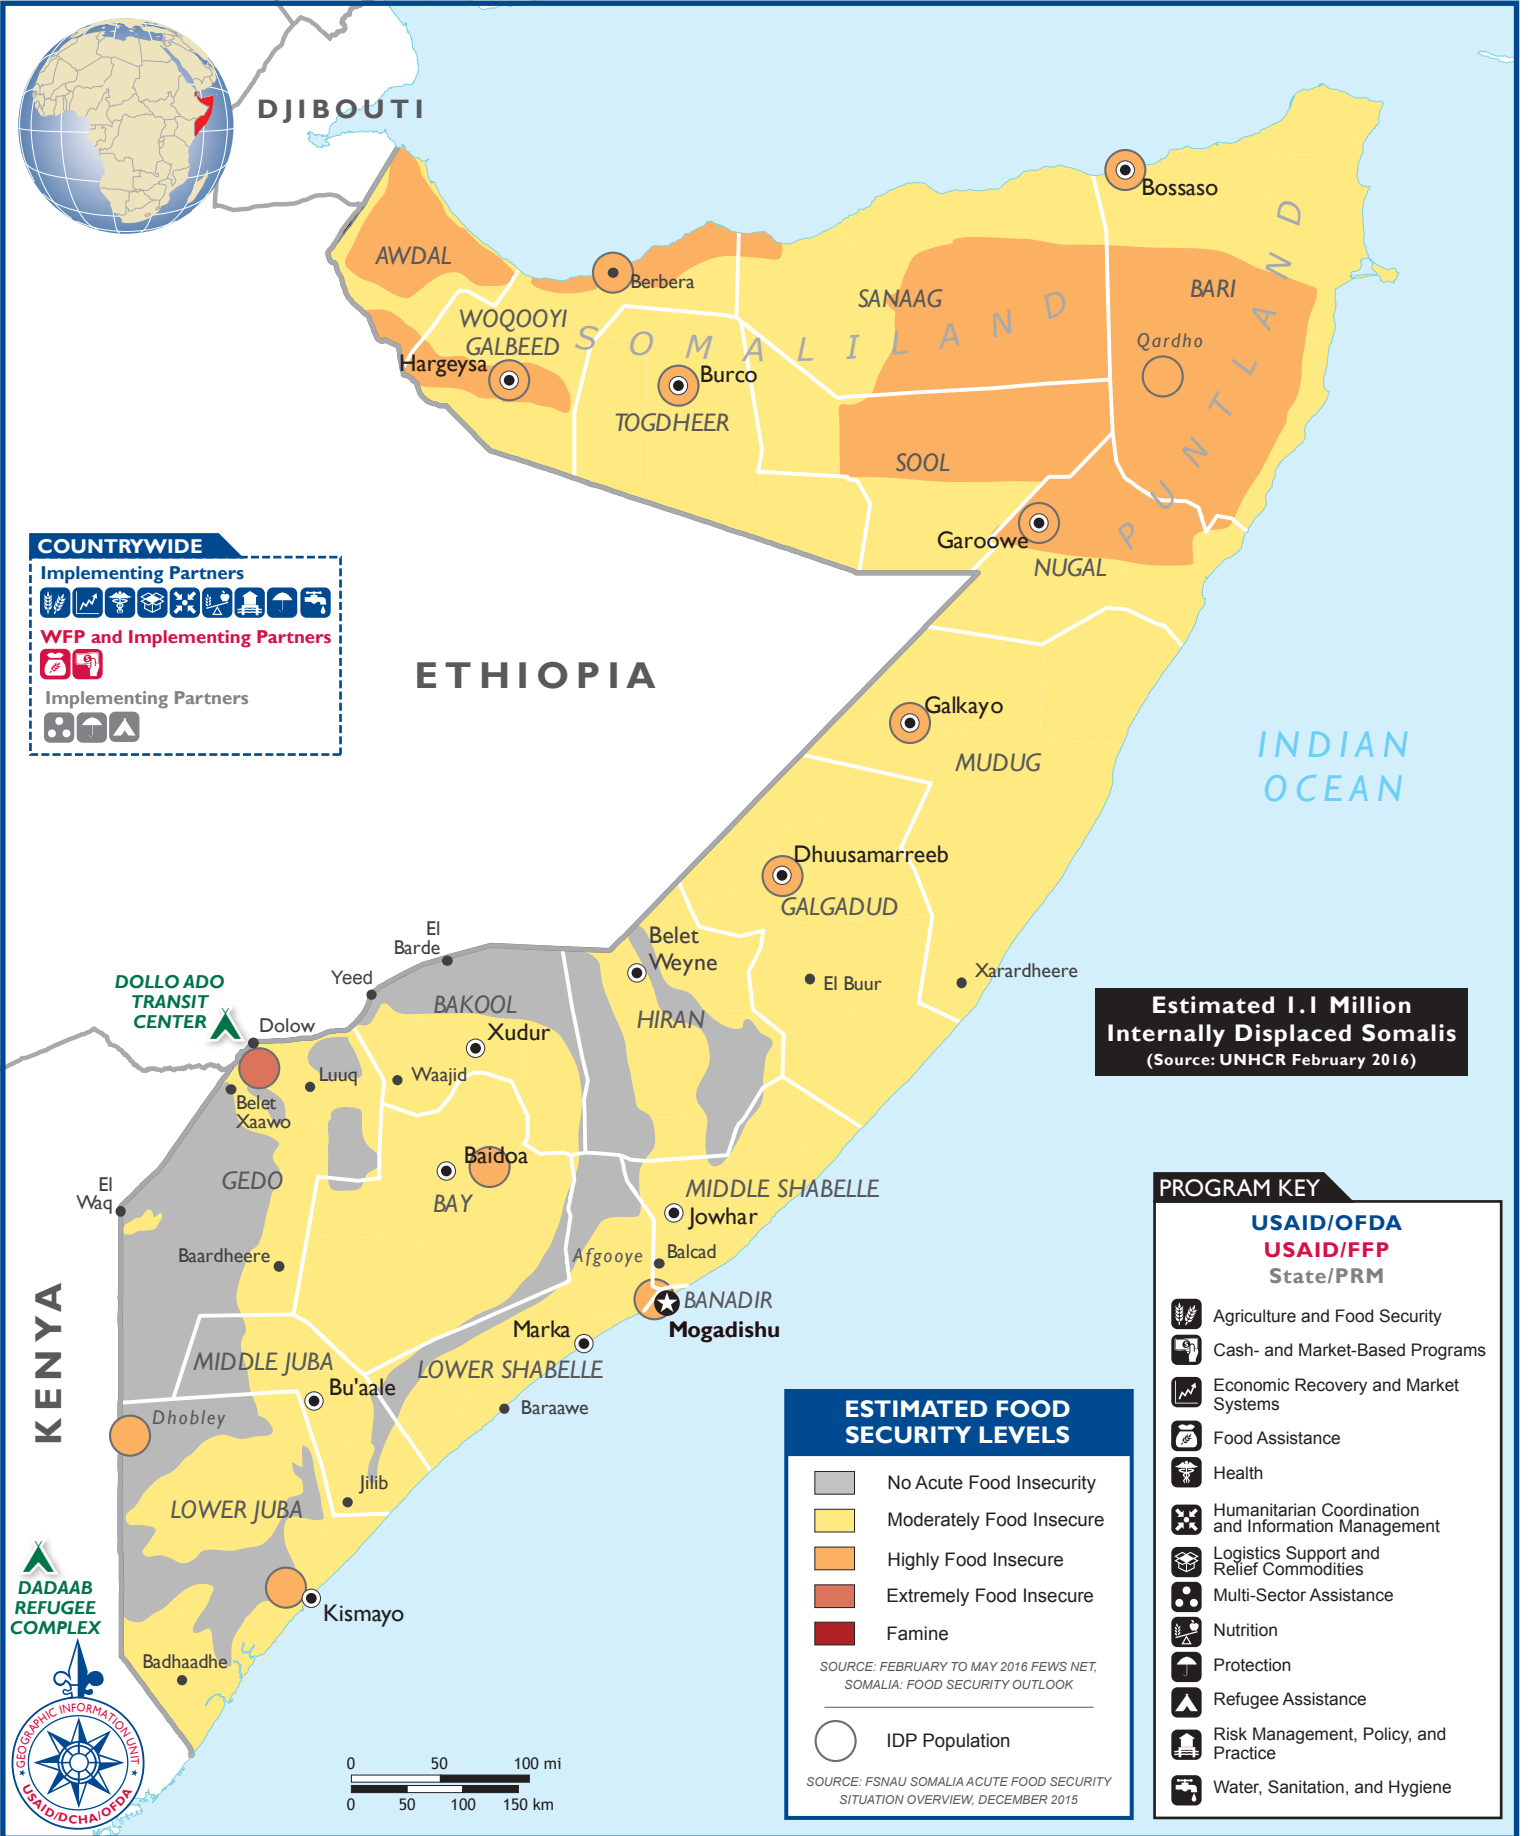 DJIBOUTI
Bossaso
AWDAL
Berbera
SANAAG
BARI
WOQOOYI
GALBEED
SOMALILAND
Qardho
PUNTLAND
Hargeysa
Burco
TOGDHEER
SOOL
Garoowe
NUGAL
COUNTRYWIDE
Implementing Partners
WFP and Implementing Partners
Implementing Partners
ETHIOPIA
Galkayo
MUDUG
INDIAN
OCEAN
Dhuusamarreeb
GALGADUD
El
Barde
Belet
Weyne
Yeed
El Buur
Xarardheere
DOLLO ADO
TRANSIT
CENTER
BAKOOL
HIRAN
Dolow
Xudur
Estimated 1.1 Million
Internally Displaced Somalis
(Source: UNHCR February 2016)
Luuq
Waajid
Belet
Xaawo
Baidoa
GEDO
BAY
El
Waq
MIDDLE SHABELLE
Jowhar
Baardheere
Afgooye
Balcad
BANADIR
Mogadishu
Marka
KENYA
MIDDLE JUBA
LOWER SHABELLE
Bu'aale
Baraawe
Dhobley
Jilib
LOWER JUBA
DADAAB
REFUGEE
COMPLEX
Kismayo
Badhaadhe
GEOGRAPHIC INFORMATION UNIT
USAID/DCHA/OFDA
0 50 100 mi
0 50 100 150 km
ESTIMATED FOOD
SECURITY LEVELS
No Acute Food Insecurity
Moderately Food Insecure
Highly Food Insecure
Extremely Food Insecure
Famine
SOURCE: FEBRUARY TO MAY 2016 FEWS NET,
SOMALIA: FOOD SECURITY OUTLOOK
IDP Population
SOURCE: FSNAU SOMALIA ACUTE FOOD SECURITY
SITUATION OVERVIEW, DECEMBER 2015
PROGRAM KEY
USAID/OFDA
USAID/FFP
State/PRM
Agriculture and Food Security
Cash- and Market-Based Programs
Economic Recovery and Market
Systems
Food Assistance
Health
Humanitarian Coordination
and Information Management
Logistics Support and
Relief Commodities
Multi-Sector Assistance
Nutrition
Protection
Refugee Assistance
Risk Management, Policy, and
Practice
Water, Sanitation, and Hygiene